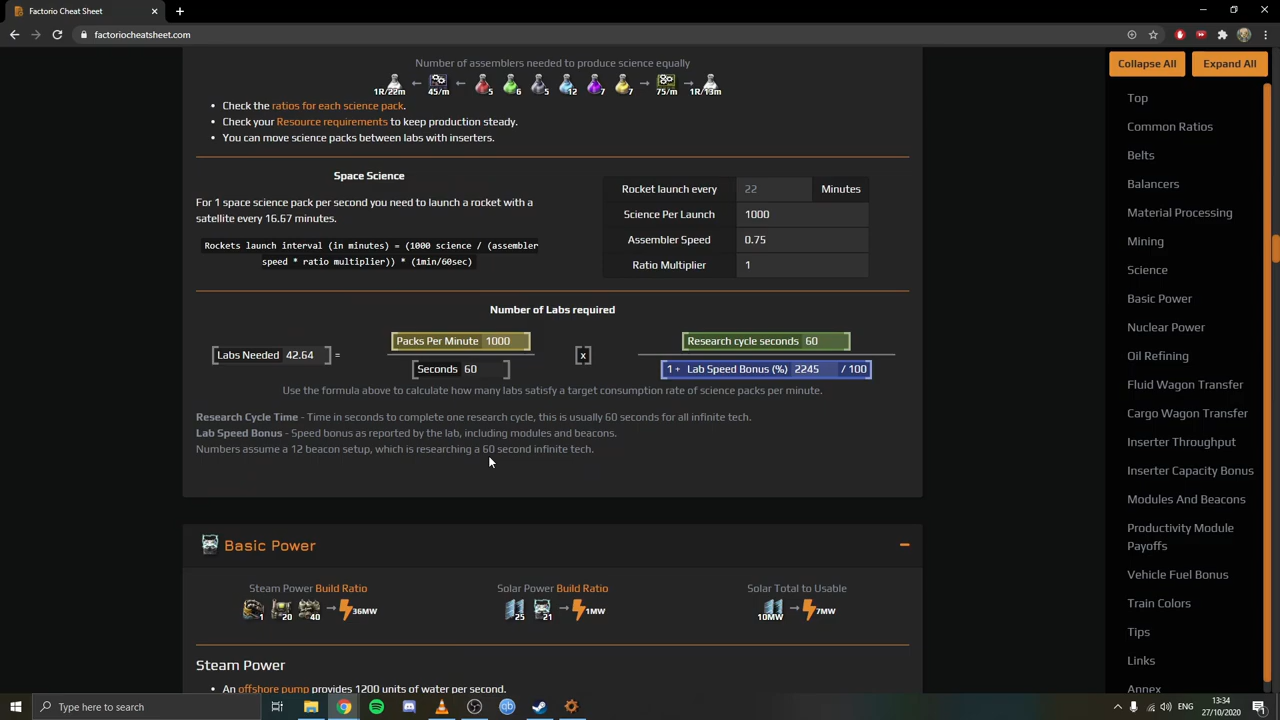 Factorio Cheat Sheet
factoriocheatsheet.com
Number of assemblers needed to produce science equally
1R/22m 45/m 5 6 5 12 7 7 75/m 1R/13m
• Check the ratios for each science pack.
• Check your Resource requirements to keep production steady.
• You can move science packs between labs with inserters.
Space Science
For 1 space science pack per second you need to launch a rocket with a
satellite every 16.67 minutes.
Rockets launch interval (in minutes) = (1000 science / (assembler
speed * ratio multiplier)) * (1min/60sec)
Rocket launch every 22 Minutes
Science Per Launch 1000
Assembler Speed 0.75
Ratio Multiplier 1
Number of Labs required
Labs Needed 42.64 =
Packs Per Minute 1000
Seconds 60
x
Research cycle seconds 60
1 + Lab Speed Bonus (%) 2245 / 100
Use the formula above to calculate how many labs satisfy a target consumption rate of science packs per minute.
Research Cycle Time - Time in seconds to complete one research cycle, this is usually 60 seconds for all infinite tech.
Lab Speed Bonus - Speed bonus as reported by the lab, including modules and beacons.
Numbers assume a 12 beacon setup, which is researching a 60 second infinite tech.
Basic Power
Steam Power Build Ratio
1 20 40 36MW
Solar Power Build Ratio
25 21 1MW
Solar Total to Usable
10MW 7MW
Steam Power
• An offshore pump provides 1200 units of water per second.
Collapse All
Expand All
Top
Common Ratios
Belts
Balancers
Material Processing
Mining
Science
Basic Power
Nuclear Power
Oil Refining
Fluid Wagon Transfer
Cargo Wagon Transfer
Inserter Throughput
Inserter Capacity Bonus
Modules And Beacons
Productivity Module
Payoffs
Vehicle Fuel Bonus
Train Colors
Tips
Links
Annex
Type here to search
ENG
13:34
27/10/2020